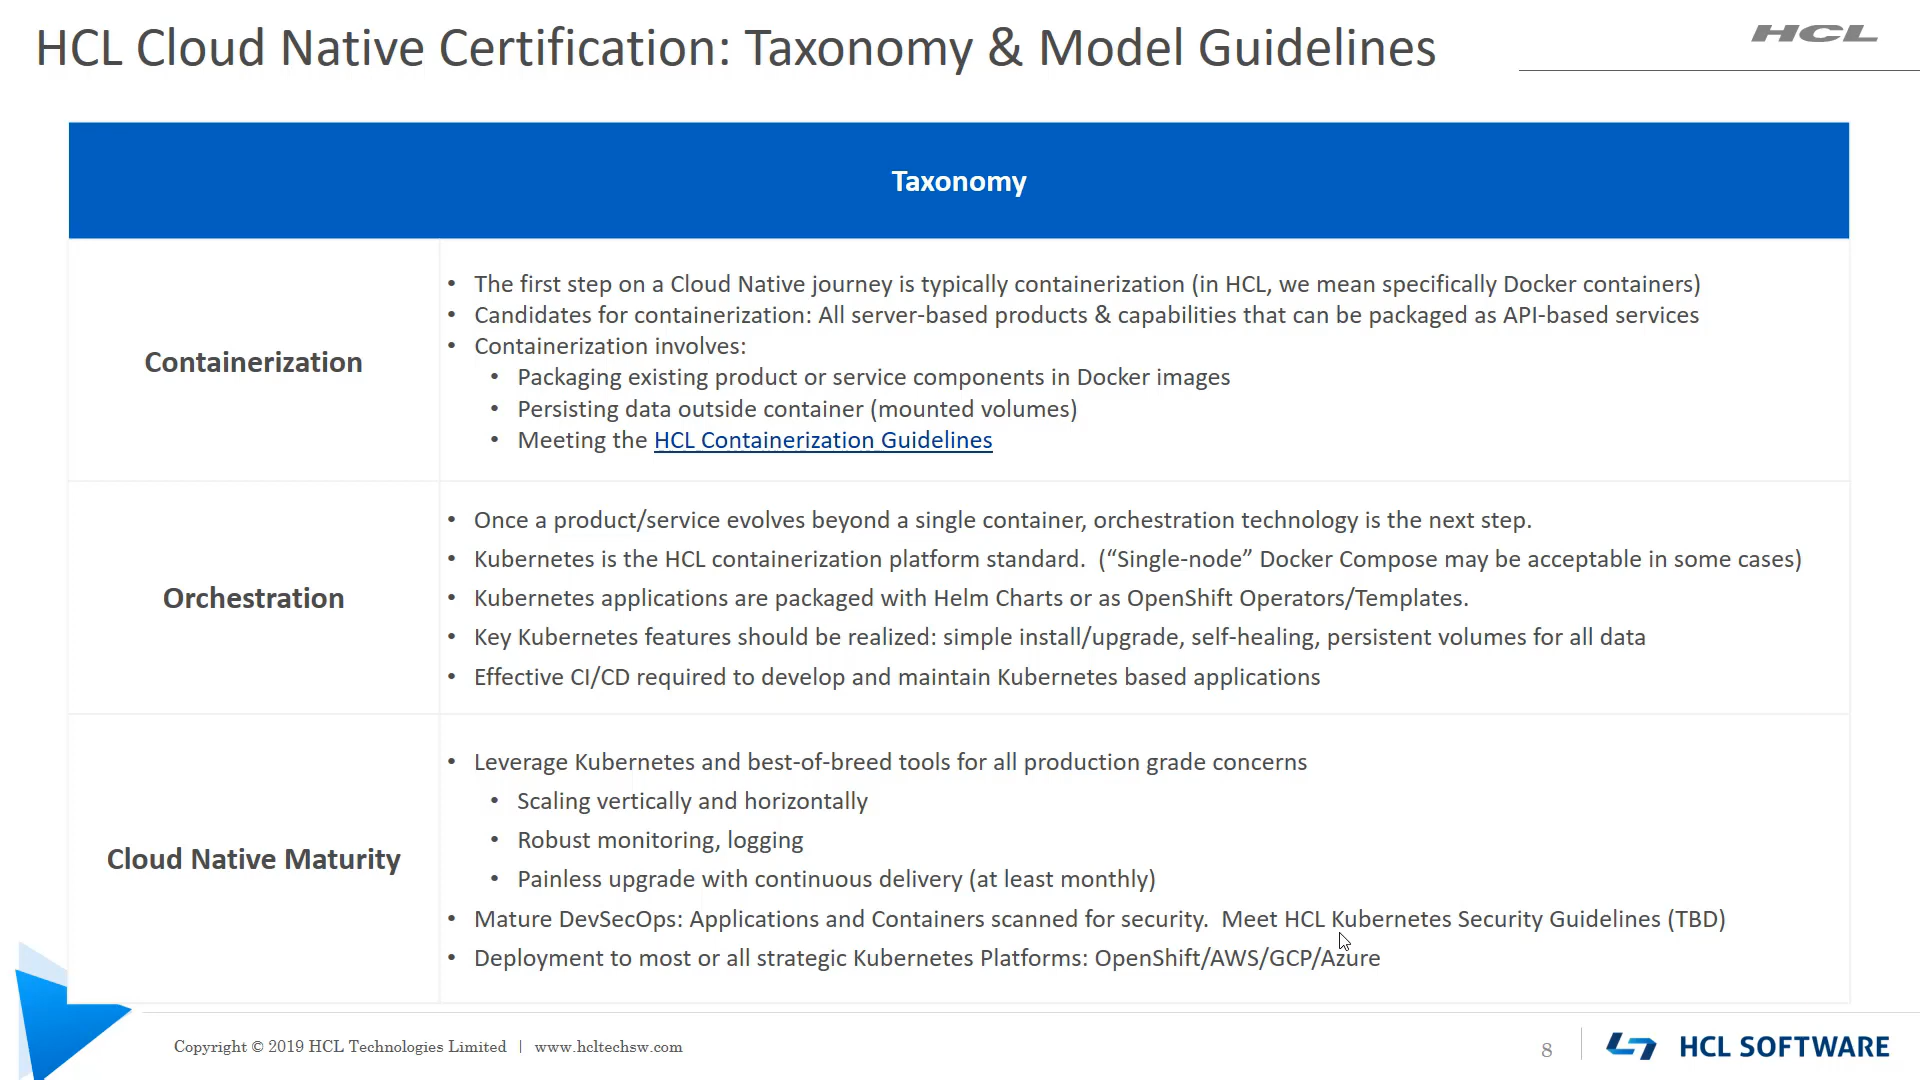 HCL Cloud Native Certification: Taxonomy & Model Guidelines
HCL
Taxonomy
Containerization
• The first step on a Cloud Native journey is typically containerization (in HCL, we mean specifically Docker containers)
• Candidates for containerization: All server-based products & capabilities that can be packaged as API-based services
• Containerization involves:
• Packaging existing product or service components in Docker images
• Persisting data outside container (mounted volumes)
• Meeting the HCL Containerization Guidelines
Orchestration
• Once a product/service evolves beyond a single container, orchestration technology is the next step.
• Kubernetes is the HCL containerization platform standard.  (“Single-node” Docker Compose may be acceptable in some cases)
• Kubernetes applications are packaged with Helm Charts or as OpenShift Operators/Templates.
• Key Kubernetes features should be realized: simple install/upgrade, self-healing, persistent volumes for all data
• Effective CI/CD required to develop and maintain Kubernetes based applications
Cloud Native Maturity
• Leverage Kubernetes and best-of-breed tools for all production grade concerns
• Scaling vertically and horizontally
• Robust monitoring, logging
• Painless upgrade with continuous delivery (at least monthly)
• Mature DevSecOps: Applications and Containers scanned for security.  Meet HCL Kubernetes Security Guidelines (TBD)
• Deployment to most or all strategic Kubernetes Platforms: OpenShift/AWS/GCP/Azure
Copyright © 2019 HCL Technologies Limited | www.hcltechsw.com
8
HCL SOFTWARE